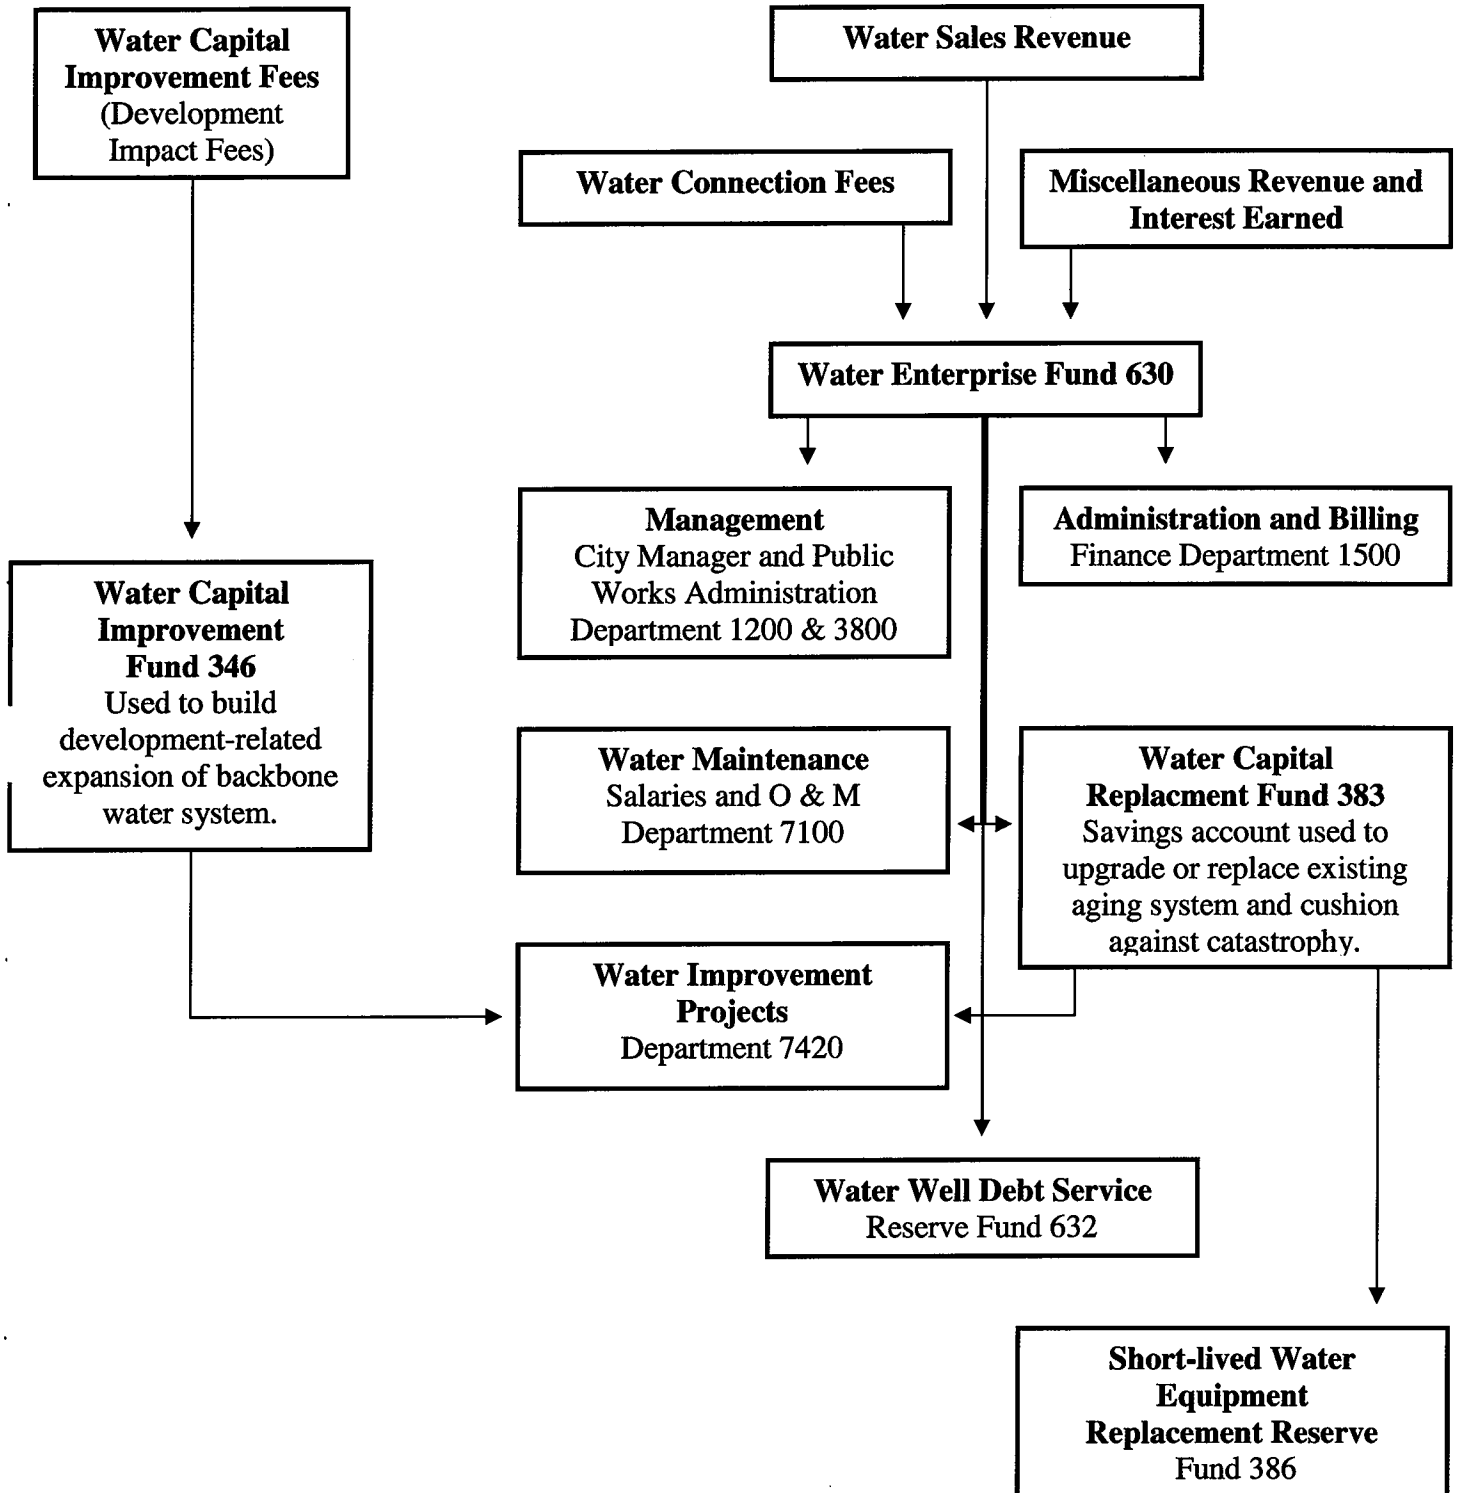 Water Capital
Improvement Fees
(Development
Impact Fees)
Water Sales Revenue
Water Connection Fees
Miscellaneous Revenue and
Interest Earned
Water Enterprise Fund 630
Management
City Manager and Public
Works Administration
Department 1200 & 3800
Administration and Billing
Finance Department 1500
Water Capital
Improvement
Fund 346
Used to build
development-related
expansion of backbone
water system.
Water Maintenance
Salaries and O & M
Department 7100
Water Capital
Replacment Fund 383
Savings account used to
upgrade or replace existing
aging system and cushion
against catastrophy.
Water Improvement
Projects
Department 7420
Water Well Debt Service
Reserve Fund 632
Short-lived Water
Equipment
Replacement Reserve
Fund 386